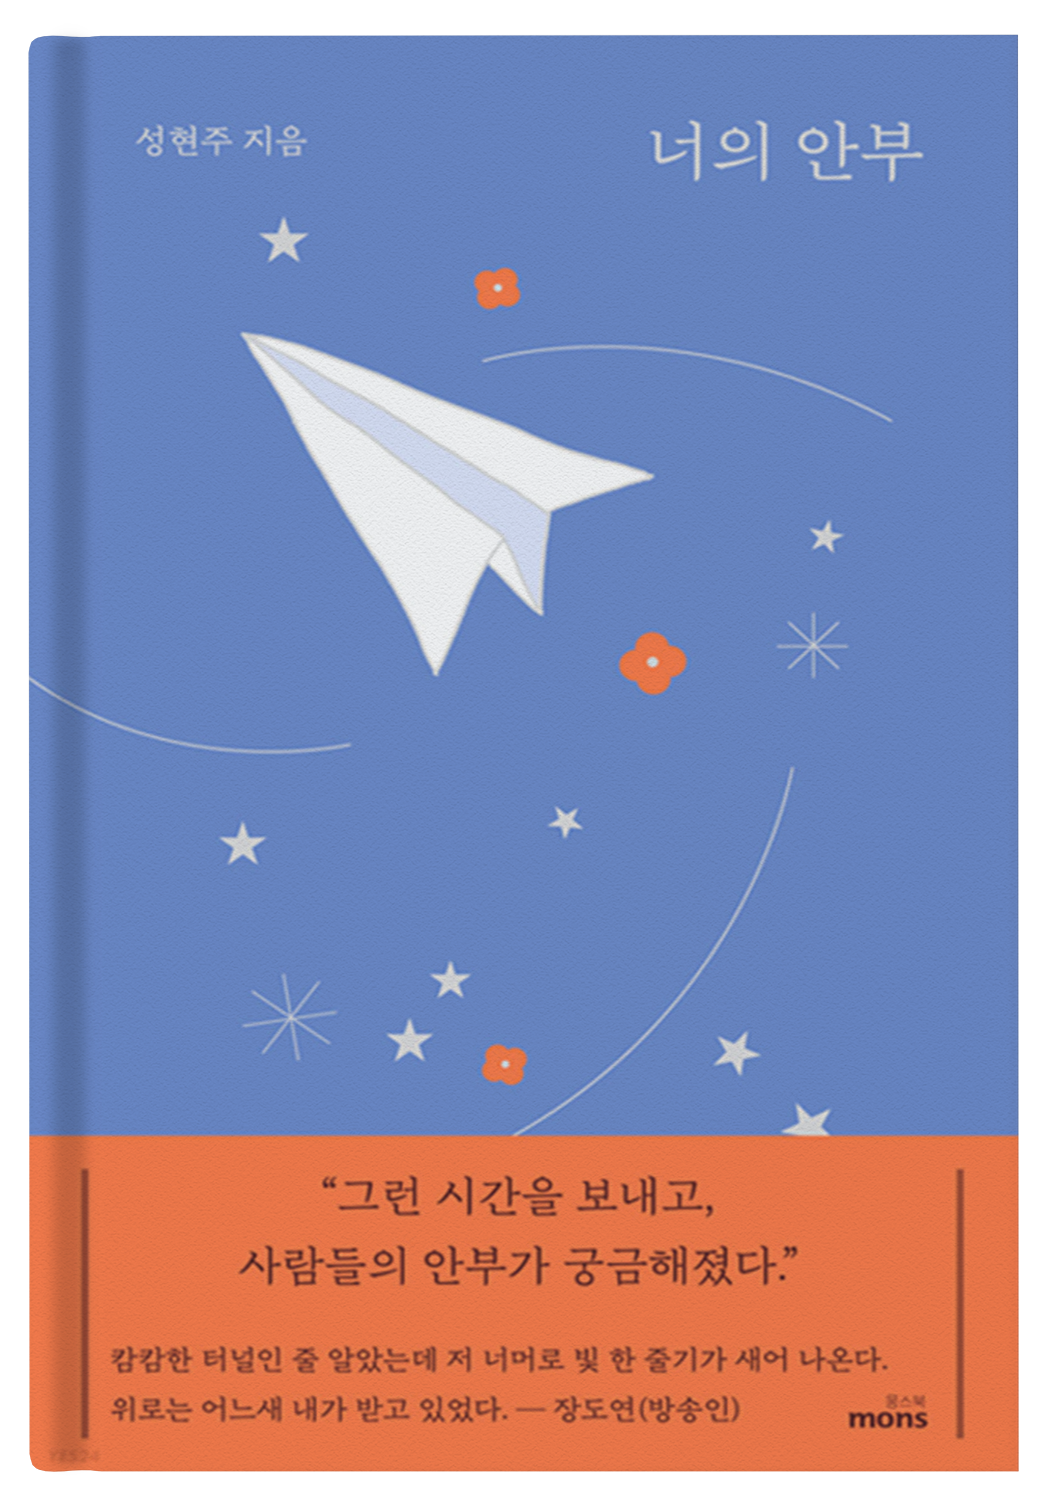 성현주 지음
너의 안부
“그런 시간을 보내고,
사람들의 안부가 궁금해졌다.”
캄캄한 터널인 줄 알았는데 저 너머로 빛 한 줄기가 새어 나온다.
위로는 어느새 내가 받고 있었다. — 장도연(방송인)
몽스북
mons
YES24